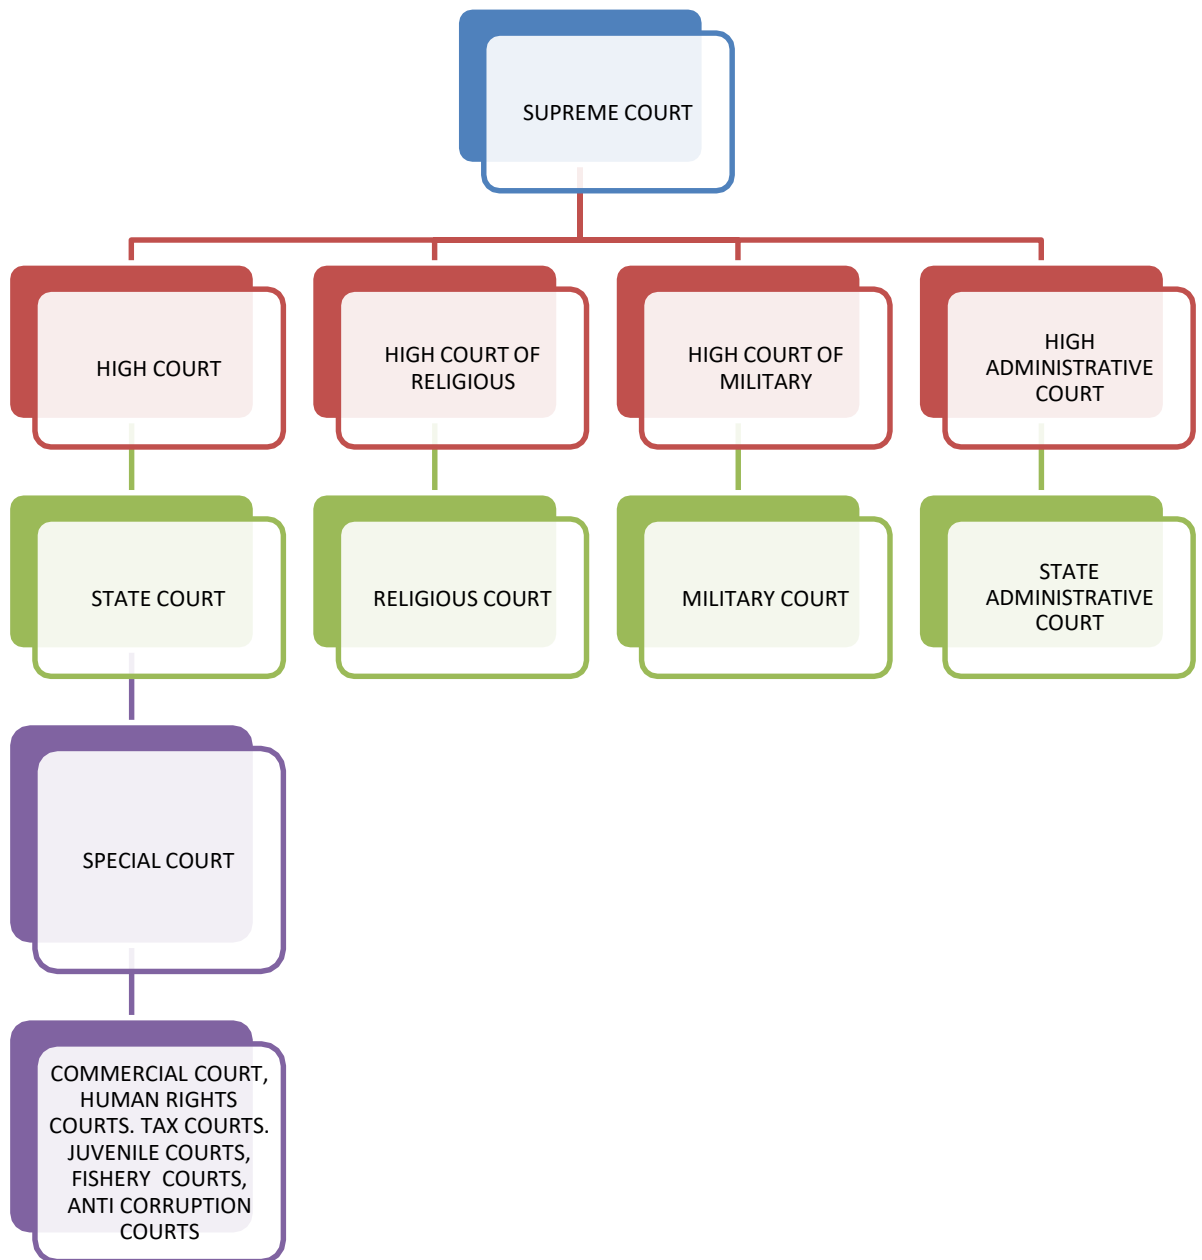 SUPREME COURT
HIGH COURT
HIGH COURT OF
RELIGIOUS
HIGH COURT OF
MILITARY
HIGH
ADMINISTRATIVE
COURT
STATE COURT
RELIGIOUS COURT
MILITARY COURT
STATE
ADMINISTRATIVE
COURT
SPECIAL COURT
COMMERCIAL COURT,
HUMAN RIGHTS
COURTS. TAX COURTS.
JUVENILE COURTS,
FISHERY  COURTS,
ANTI CORRUPTION
COURTS